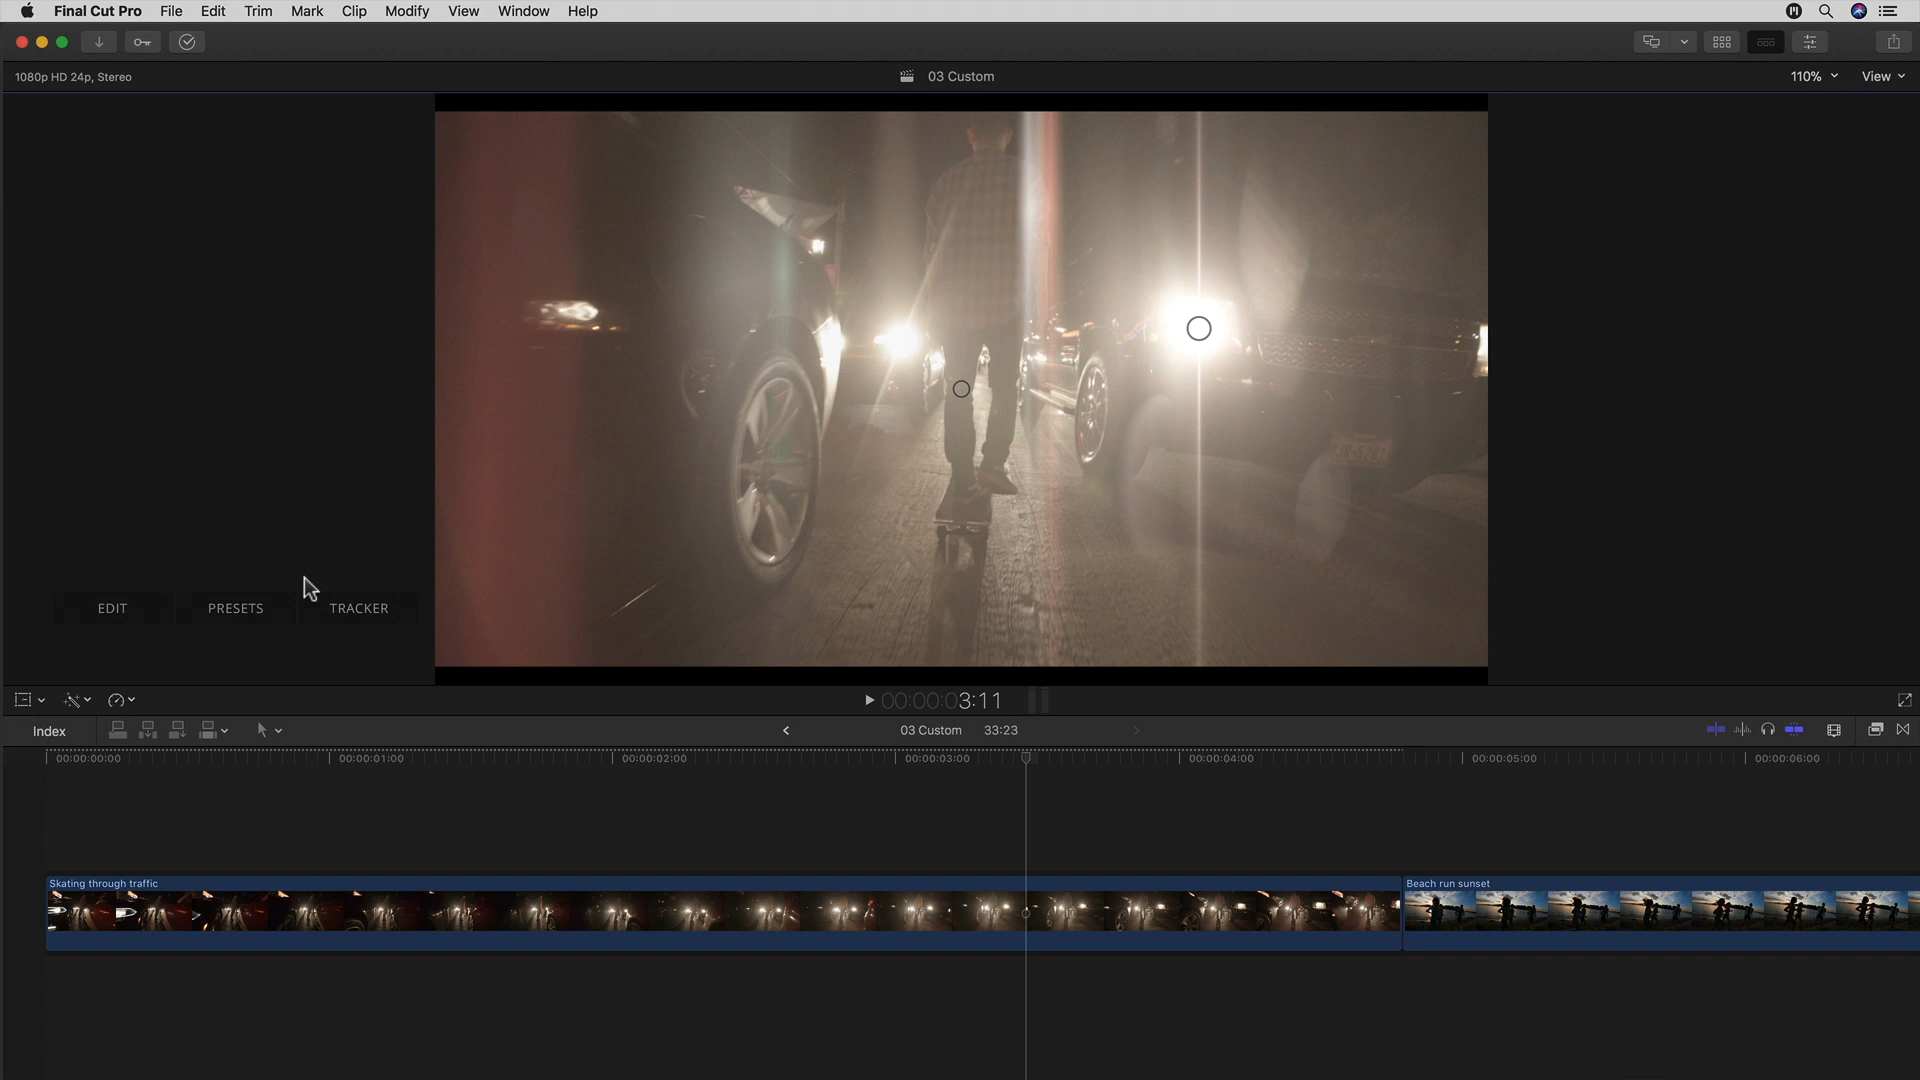 Final Cut Pro File Edit Trim Mark Clip Modify View Window Help
1080p HD 24p, Stereo
03 Custom
110%
View
EDIT
PRESETS
TRACKER
00:00:03:11
Index
03 Custom
33:23
00:00:00:00
00:00:01:00
00:00:02:00
00:00:03:00
00:00:04:00
00:00:05:00
00:00:06:00
Skating through traffic
Beach run sunset